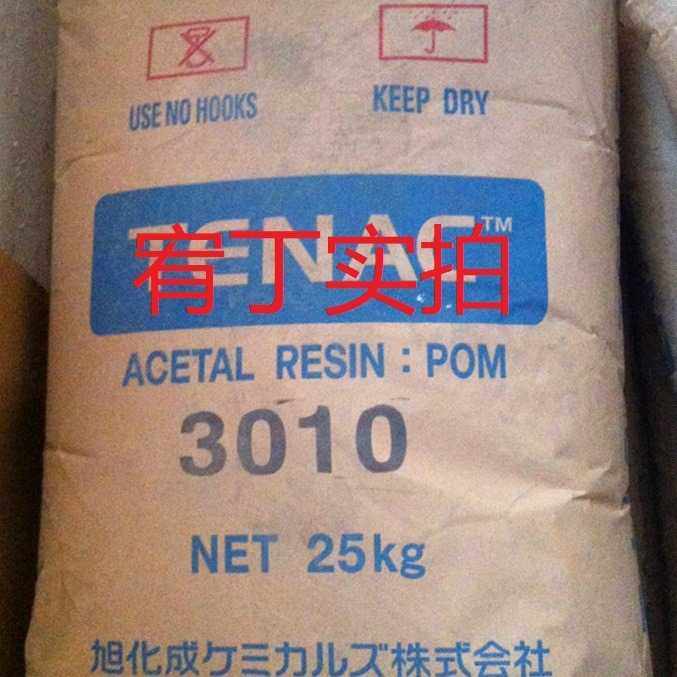 USE NO HOOKS
KEEP DRY
TENAC™
宥丁实拍
ACETAL RESIN : POM
3010
NET 25kg
旭化成ケミカルズ株式会社